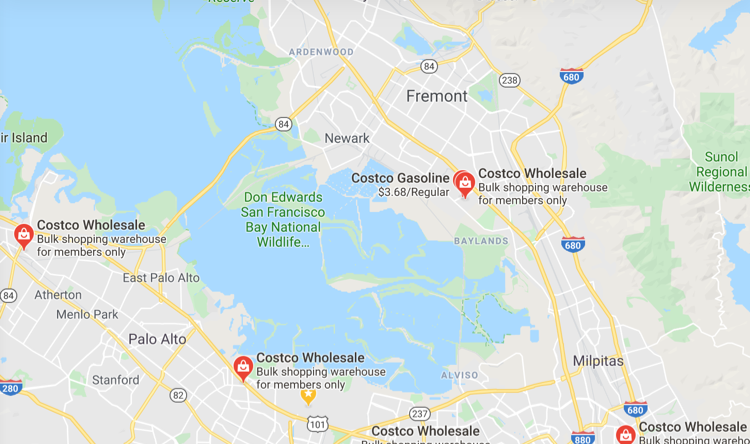 Reserve
ARDENWOOD
84
238
680
Fremont
84
Newark
ir Island
Sunol
Regional
Wilderness
Costco Gasoline
$3.68/Regular
Costco Wholesale
Bulk shopping warehouse
for members only
Don Edwards
San Francisco
Bay National
Wildlife...
Costco Wholesale
Bulk shopping warehouse
for members only
BAYLANDS
680
East Palo Alto
84
Atherton
Menlo Park
Palo Alto
Costco Wholesale
Bulk shopping warehouse
for members only
Milpitas
Stanford
ALVISO
280
82
101
237
680
Costco Wholesale
Bulk shopping warehouse
880
Costco Wholesale
Bulk shopping wareh